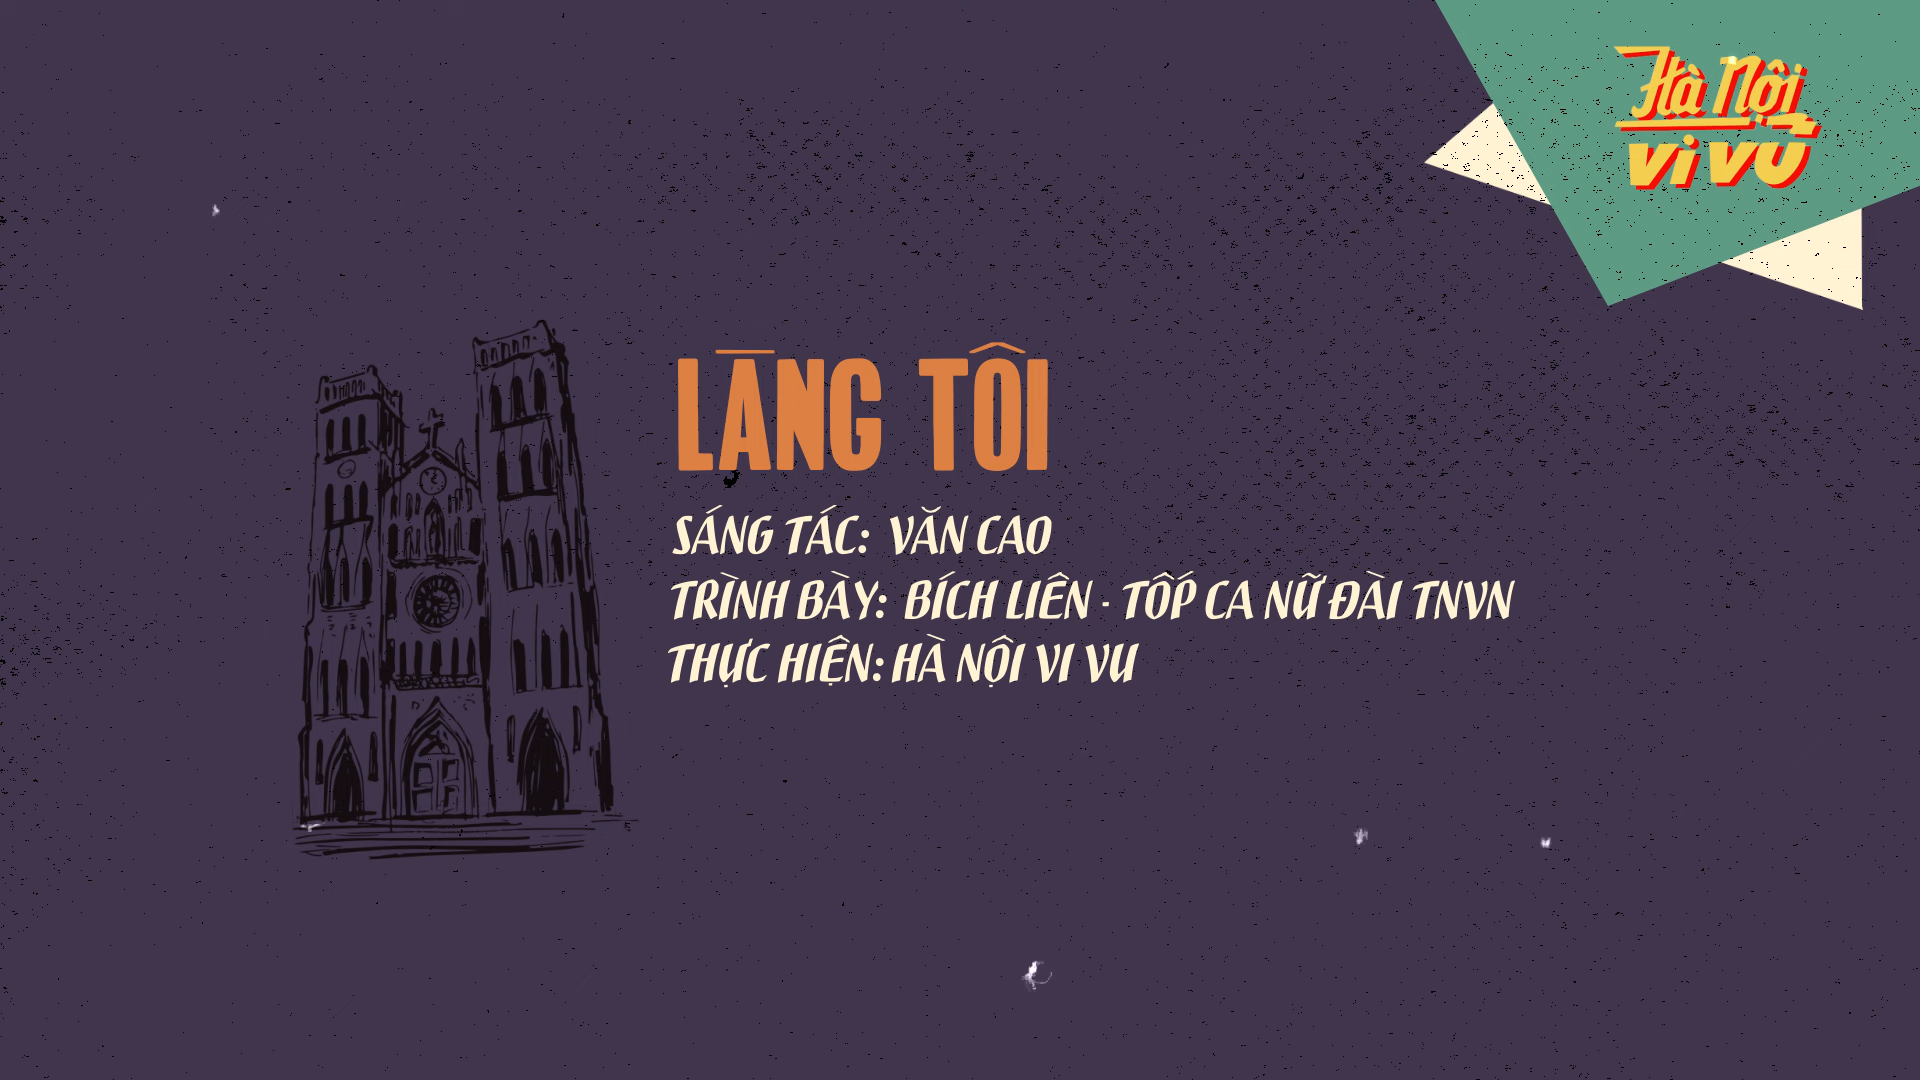 Hà Nội
vi vu
LÀNG TÔI
SÁNG TÁC: VĂN CAO
TRÌNH BÀY: BÍCH LIÊN - TỐP CA NỮ ĐÀI TNVN
THỰC HIỆN: HÀ NỘI VI VU